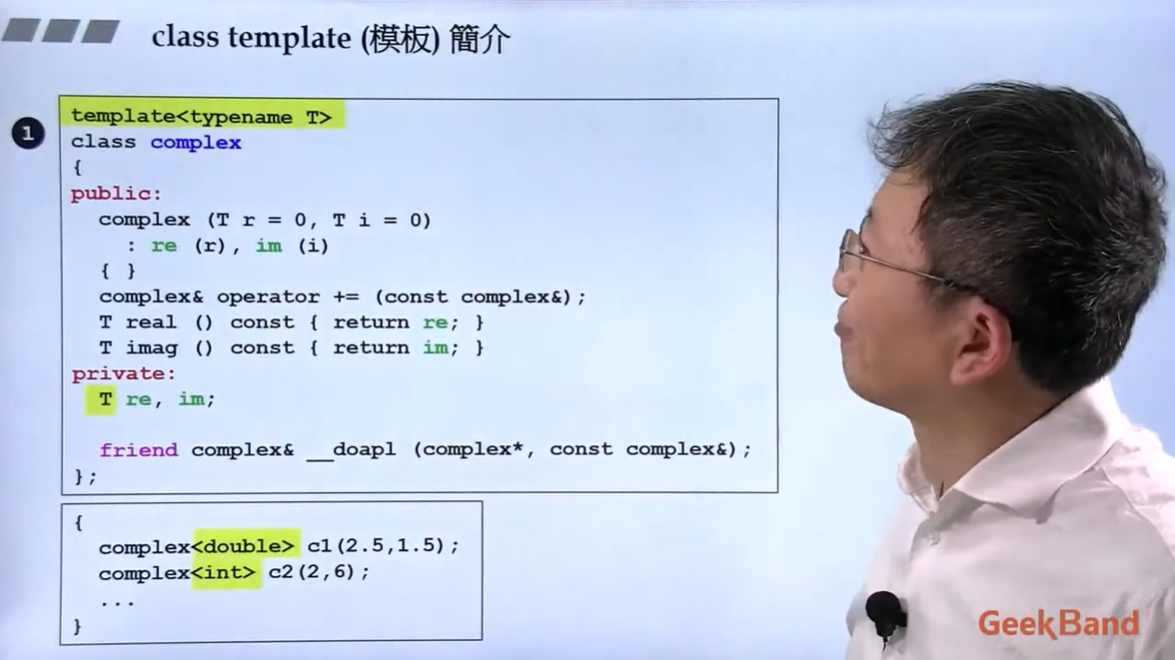 class template (模板) 簡介
1
template<typename T>
class complex
{
public:
  complex (T r = 0, T i = 0)
    : re (r), im (i)
  { }
  complex& operator += (const complex&);
  T real () const { return re; }
  T imag () const { return im; }
private:
  T re, im;
  friend complex& __doapl (complex*, const complex&);
};
{
  complex<double> c1(2.5,1.5);
  complex<int> c2(2,6);
  ...
}
GeekBand